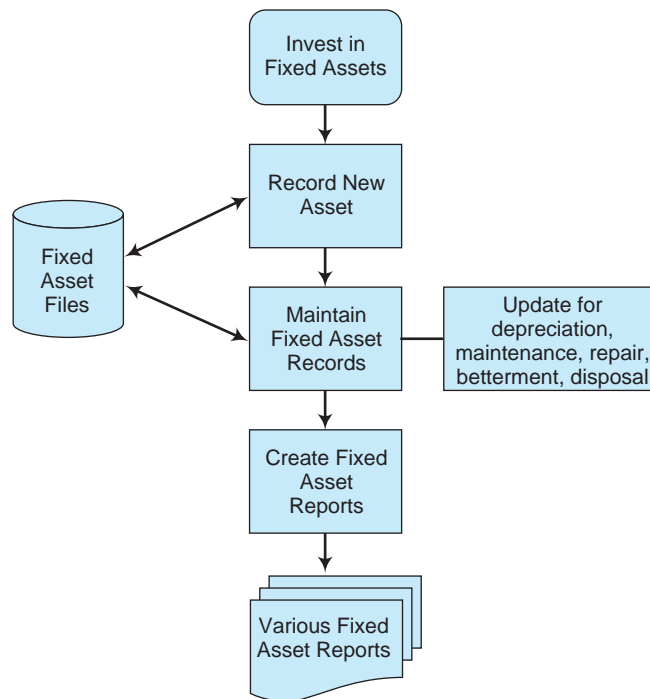 Invest in
Fixed Assets
Record New
Asset
Fixed
Asset
Files
Maintain
Fixed Asset
Records
Update for
depreciation,
maintenance, repair,
betterment, disposal
Create Fixed
Asset
Reports
Various Fixed
Asset Reports